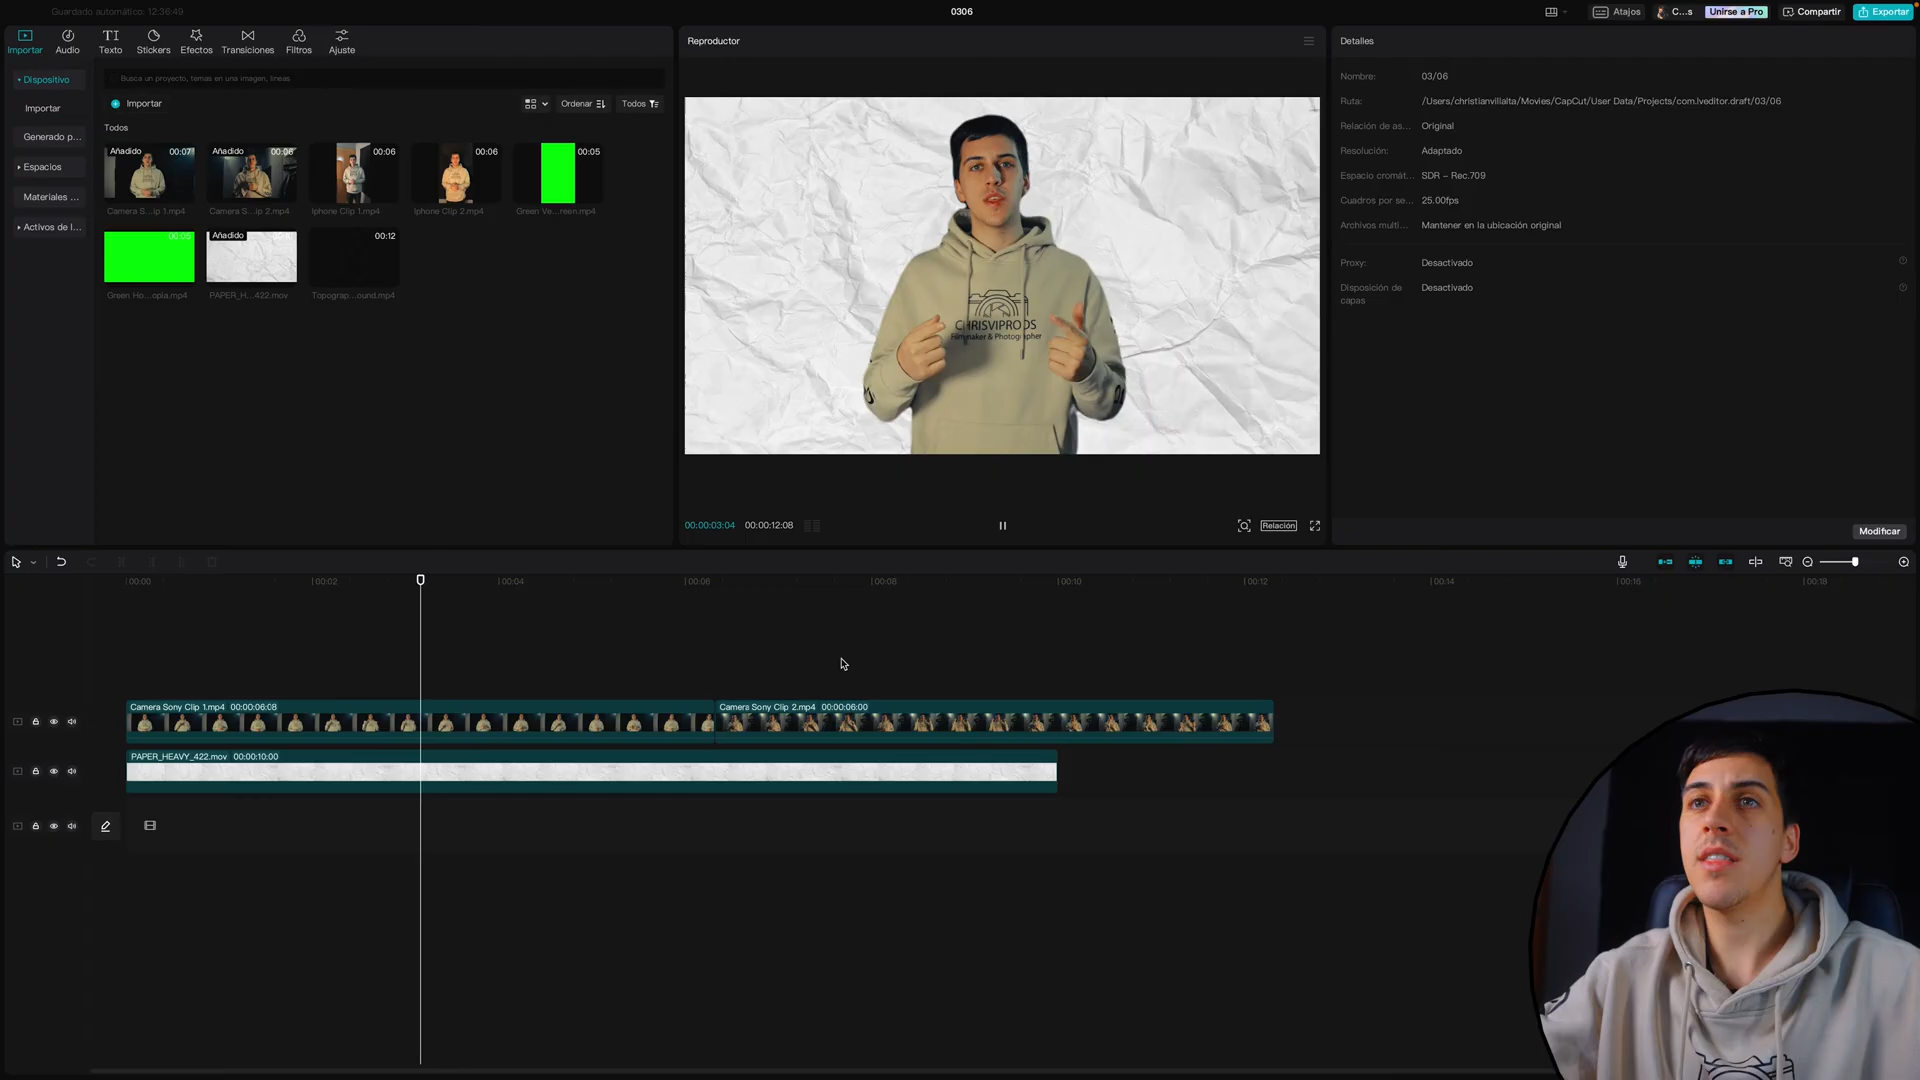 Guardado automático: 12:36:49
0306
Atajos
C...s
Unirse a Pro
Compartir
Exportar
Importar
Audio
Texto
Stickers
Efectos
Transiciones
Filtros
Ajuste
Reproductor
Detalles
Dispositivo
Importar
Generado p...
Espacios
Materiales ...
Activos de l...
Busca un proyecto, temas en una imagen, líneas
Importar
Ordenar
Todos
Todos
Añadido 00:07
Añadido 00:06
00:06
00:06
00:05
Camera S...ip 1.mp4
Camera S...ip 2.mp4
Iphone Clip 1.mp4
Iphone Clip 2.mp4
Green Ve...reen.mp4
00:05
Añadido
00:12
Green Ho...opia.mp4
PAPER_H...422.mov
Topograp...ound.mp4
CHRISVIPRODS
Filmmaker & Photographer
00:00:03:04
00:00:12:08
Relación
Nombre: 03/06
Ruta: /Users/christianvillalta/Movies/CapCut/User Data/Projects/com.lveditor.draft/03/06
Relación de as... Original
Resolución: Adaptado
Espacio cromát... SDR - Rec.709
Cuadros por se... 25.00fps
Archivos multi... Mantener en la ubicación original
Proxy: Desactivado
Disposición de capas Desactivado
Modificar
00:00
00:02
00:04
00:06
00:08
00:10
00:12
00:14
00:16
00:18
Camera Sony Clip 1.mp4 00:00:06:08
Camera Sony Clip 2.mp4 00:00:06:00
PAPER_HEAVY_422.mov 00:00:10:00